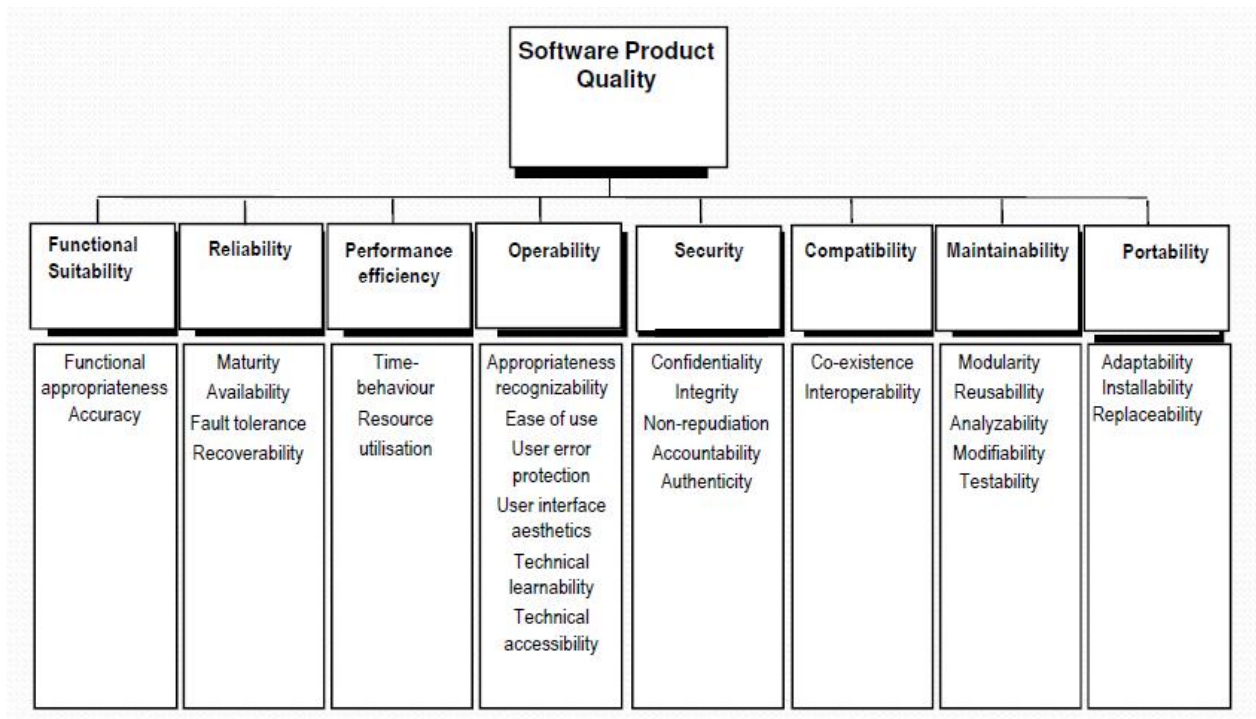 Software Product
Quality
Functional
Suitability
Reliability
Performance
efficiency
Operability
Security
Compatibility
Maintainability
Portability
Functional
appropriateness
Accuracy
Maturity
Availability
Fault tolerance
Recoverability
Time-
behaviour
Resource
utilisation
Appropriateness
recognizability
Ease of use
User error
protection
User interface
aesthetics
Technical
learnability
Technical
accessibility
Confidentiality
Integrity
Non-repudiation
Accountability
Authenticity
Co-existence
Interoperability
Modularity
Reusabillity
Analyzability
Modifiability
Testability
Adaptability
Installability
Replaceability